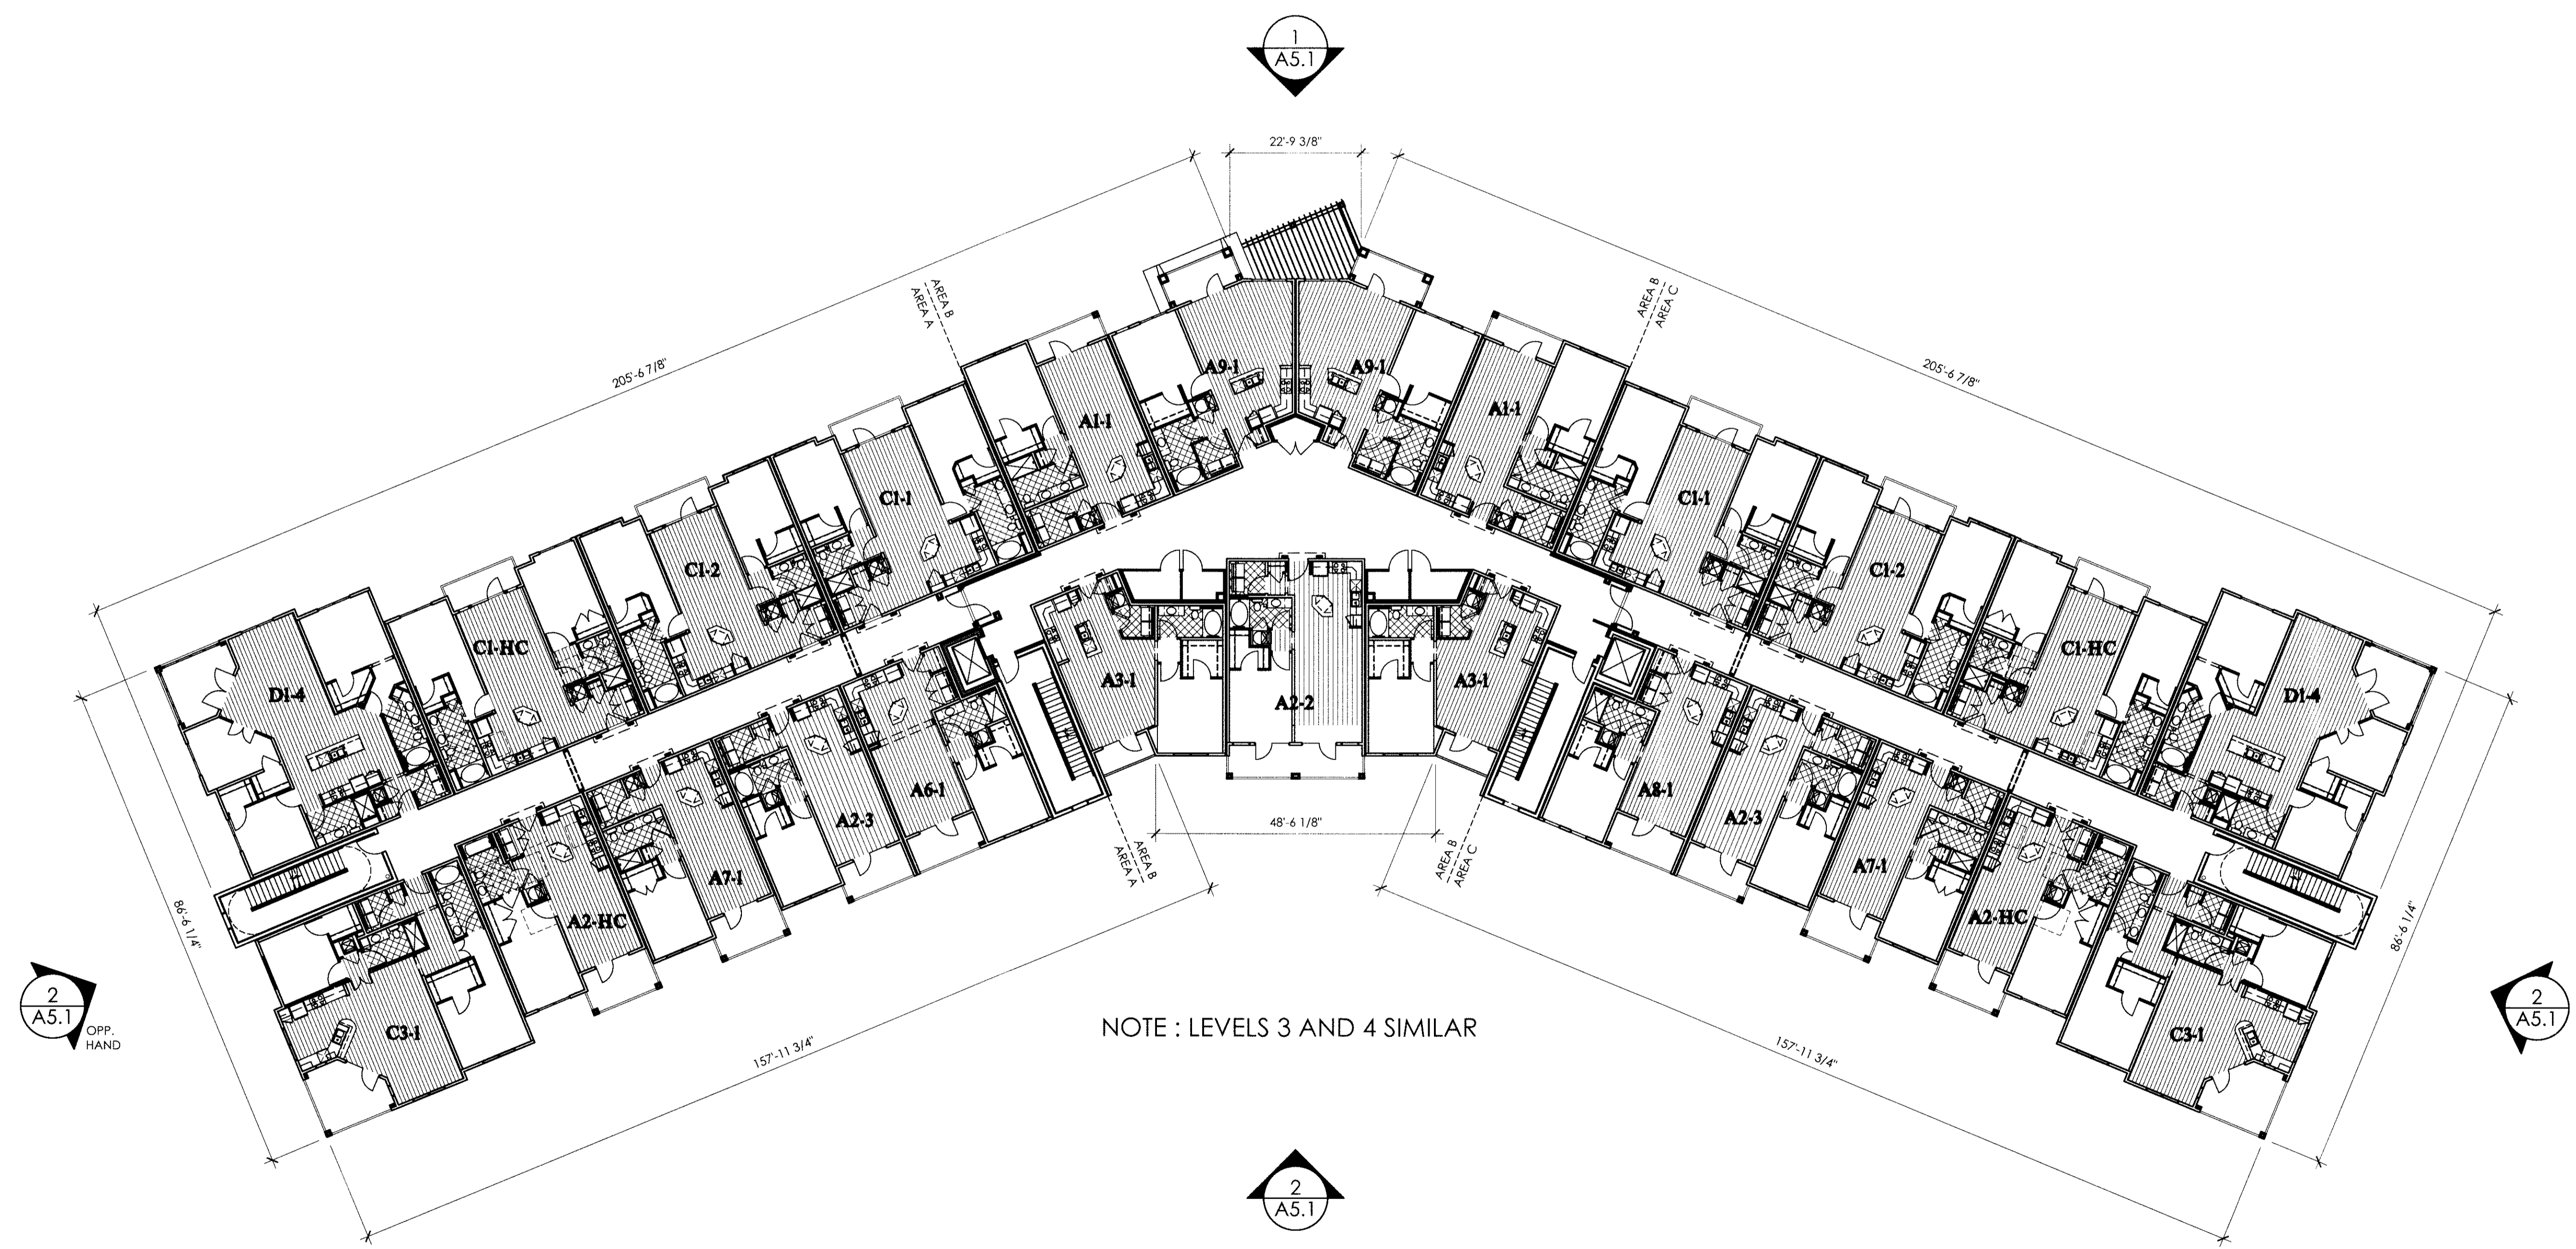 1
A5.1
22'-9 3/8"
205'-6 7/8"
205'-6 7/8"
AREA B
AREA A
AREA B
AREA C
A9-1
A9-1
A1-1
A1-1
C1-1
C1-1
C1-2
C1-2
C1-HC
C1-HC
D1-4
D1-4
A3-1
A2-2
A3-1
A6-1
A8-1
A2-3
A2-3
A7-1
A7-1
A2-HC
A2-HC
C3-1
C3-1
48'-6 1/8"
AREA B
AREA A
AREA B
AREA C
86'-6 1/4"
86'-6 1/4"
2
A5.1
OPP.
HAND
2
A5.1
NOTE : LEVELS 3 AND 4 SIMILAR
157'-11 3/4"
157'-11 3/4"
2
A5.1